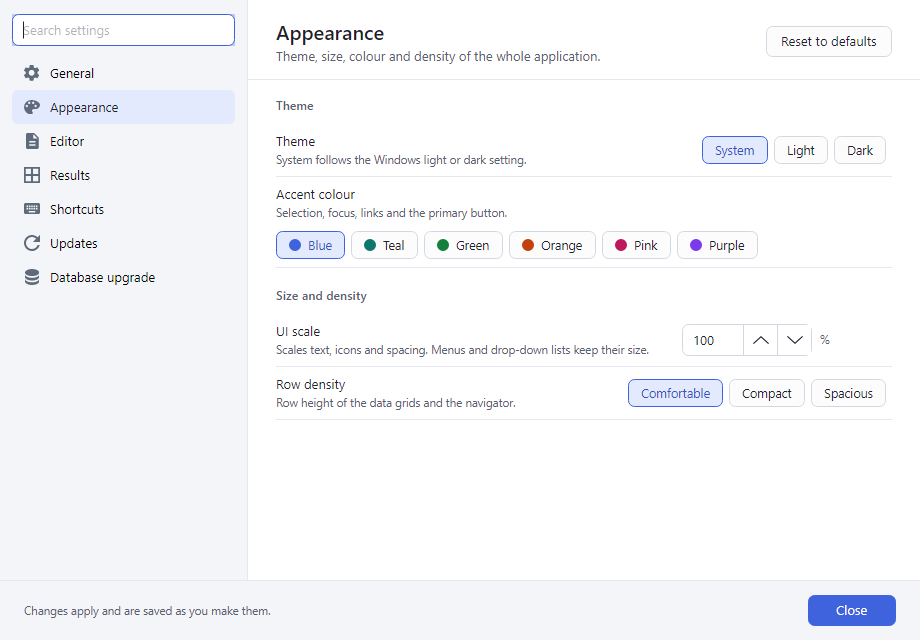 Search settings
General
Appearance
Editor
Results
Shortcuts
Updates
Database upgrade
Appearance
Theme, size, colour and density of the whole application.
Reset to defaults
Theme
Theme
System follows the Windows light or dark setting.
System Light Dark
Accent colour
Selection, focus, links and the primary button.
Blue Teal Green Orange Pink Purple
Size and density
UI scale
Scales text, icons and spacing. Menus and drop-down lists keep their size.
100 %
Row density
Row height of the data grids and the navigator.
Comfortable Compact Spacious
Changes apply and are saved as you make them.
Close